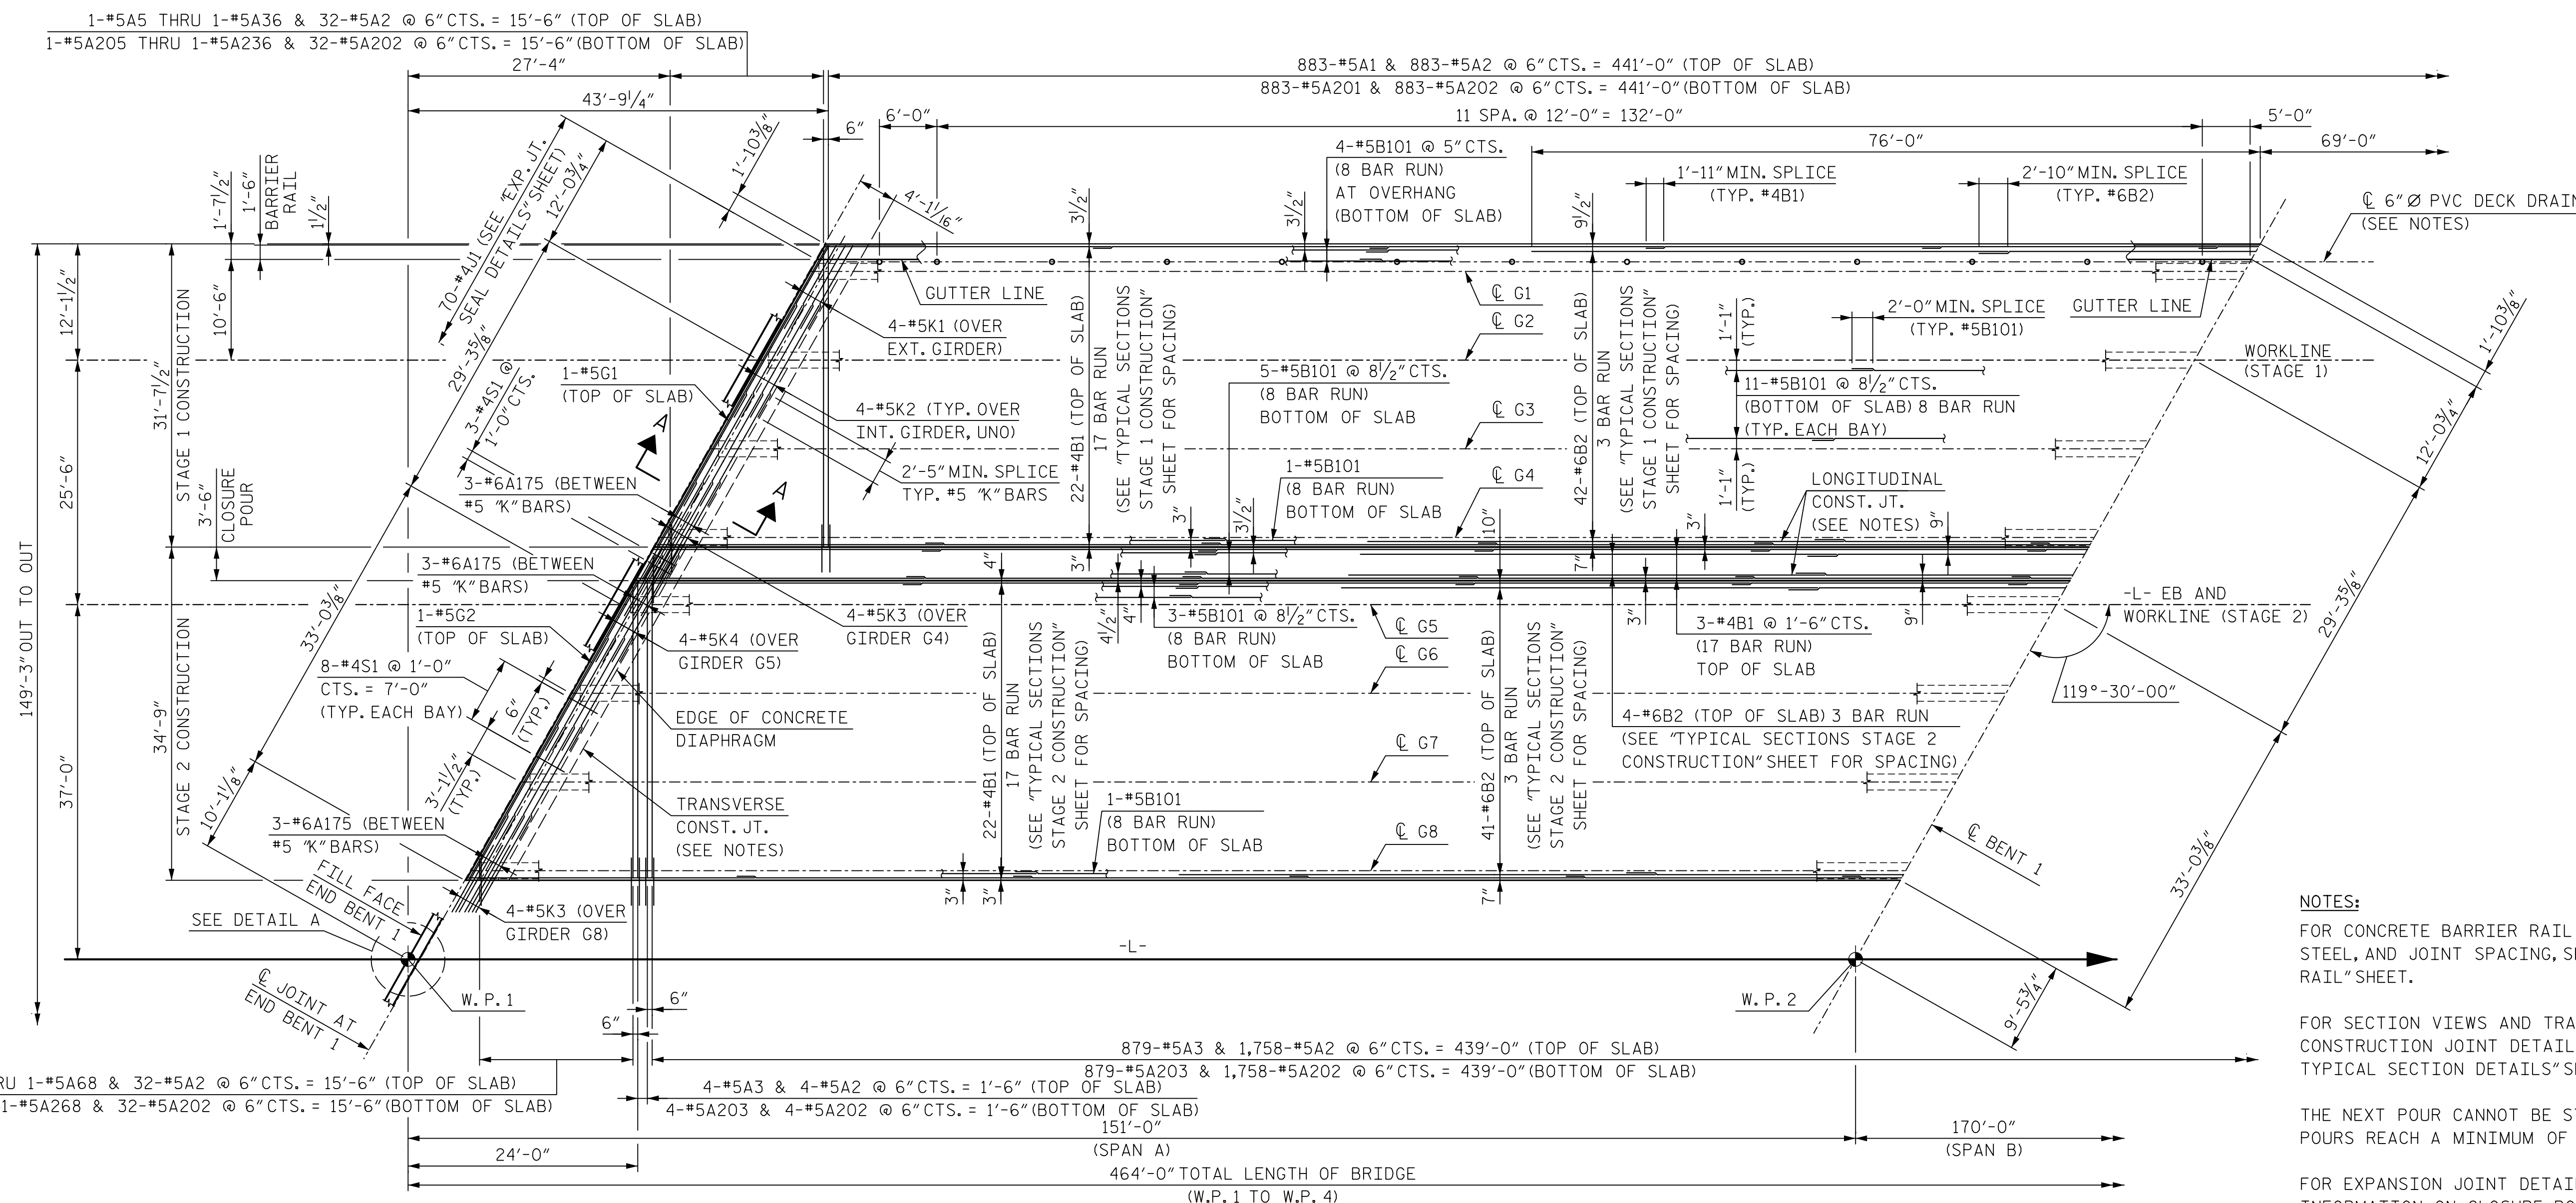 1-#5A5 THRU 1-#5A36 & 32-#5A2 @ 6" CTS. = 15'-6" (TOP OF SLAB)
1-#5A205 THRU 1-#5A236 & 32-#5A202 @ 6" CTS. = 15'-6" (BOTTOM OF SLAB)
27'-4"
43'-9 1/4"
883-#5A1 & 883-#5A2 @ 6" CTS. = 441'-0" (TOP OF SLAB)
883-#5A201 & 883-#5A202 @ 6" CTS. = 441'-0" (BOTTOM OF SLAB)
6"
6'-0"
11 SPA. @ 12'-0" = 132'-0"
5'-0"
76'-0"
69'-0"
4-#5B101 @ 5" CTS.
(8 BAR RUN)
AT OVERHANG
(BOTTOM OF SLAB)
1'-11" MIN. SPLICE
(TYP. #4B1)
2'-10" MIN. SPLICE
(TYP. #6B2)
℄ 6" Ø PVC DECK DRAIN
(SEE NOTES)
1'-7 1/2"
1'-6"
BARRIER
RAIL
1 1/2"
70-#4J1 (SEE "EXP. JT.
SEAL DETAILS" SHEET)
12'-0 3/4"
1'-10 3/8"
4'-1 1/16"
3 1/2"
3 1/2"
9 1/2"
149'-3" OUT TO OUT
12'-1 1/2"
25'-6"
37'-0"
31'-7 1/2"
STAGE 1 CONSTRUCTION
10'-6"
3'-6"
CLOSURE
POUR
34'-9"
STAGE 2 CONSTRUCTION
29'-3 5/8"
33'-0 3/8"
10'-1 1/8"
3-#4S1 @
1'-0" CTS.
1-#5G1
(TOP OF SLAB)
A
A
GUTTER LINE
4-#5K1 (OVER
EXT. GIRDER)
4-#5K2 (TYP. OVER
INT. GIRDER, UNO)
2'-5" MIN. SPLICE
TYP. #5 "K" BARS
3-#6A175 (BETWEEN
#5 "K" BARS)
3-#6A175 (BETWEEN
#5 "K" BARS)
1-#5G2
(TOP OF SLAB)
8-#4S1 @ 1'-0"
CTS. = 7'-0"
(TYP. EACH BAY)
6"
(TYP.)
3'-1 1/2"
(TYP.)
3-#6A175 (BETWEEN
#5 "K" BARS)
4-#5K4 (OVER
GIRDER G5)
4-#5K3 (OVER
GIRDER G4)
EDGE OF CONCRETE
DIAPHRAGM
TRANSVERSE
CONST. JT.
(SEE NOTES)
4-#5K3 (OVER
GIRDER G8)
FILL FACE
END BENT 1
SEE DETAIL A
℄ JOINT AT
END BENT 1
W.P.1
22-#4B1 (TOP OF SLAB)
17 BAR RUN
(SEE "TYPICAL SECTIONS
STAGE 1 CONSTRUCTION"
SHEET FOR SPACING)
5-#5B101 @ 8 1/2" CTS.
(8 BAR RUN)
BOTTOM OF SLAB
1-#5B101
(8 BAR RUN)
BOTTOM OF SLAB
℄ G1
℄ G2
℄ G3
℄ G4
42-#6B2 (TOP OF SLAB)
3 BAR RUN
(SEE "TYPICAL SECTIONS
STAGE 1 CONSTRUCTION"
SHEET FOR SPACING)
1'-1"
(TYP.)
1'-1"
(TYP.)
2'-0" MIN. SPLICE
(TYP. #5B101)
GUTTER LINE
11-#5B101 @ 8 1/2" CTS.
(BOTTOM OF SLAB) 8 BAR RUN
(TYP. EACH BAY)
LONGITUDINAL
CONST. JT.
(SEE NOTES)
WORKLINE
(STAGE 1)
1'-10 3/8"
12'-0 3/4"
29'-3 5/8"
33'-0 3/8"
9'-5 3/4"
3"
3 1/2"
3"
10"
7"
3"
9"
4"
4 1/2"
4"
3"
9"
3-#5B101 @ 8 1/2" CTS.
(8 BAR RUN)
BOTTOM OF SLAB
3-#4B1 @ 1'-6" CTS.
(17 BAR RUN)
TOP OF SLAB
-L- EB AND
WORKLINE (STAGE 2)
119°-30'-00"
℄ G5
℄ G6
℄ G7
℄ G8
22-#4B1 (TOP OF SLAB)
17 BAR RUN
(SEE "TYPICAL SECTIONS
STAGE 2 CONSTRUCTION"
SHEET FOR SPACING)
1-#5B101
(8 BAR RUN)
BOTTOM OF SLAB
41-#6B2 (TOP OF SLAB)
3 BAR RUN
(SEE "TYPICAL SECTIONS
STAGE 2 CONSTRUCTION"
SHEET FOR SPACING)
4-#6B2 (TOP OF SLAB) 3 BAR RUN
(SEE "TYPICAL SECTIONS STAGE 2
CONSTRUCTION" SHEET FOR SPACING)
℄ BENT 1
3"
3"
7"
-L-
W.P.2
6"
6"
879-#5A3 & 1,758-#5A2 @ 6" CTS. = 439'-0" (TOP OF SLAB)
879-#5A203 & 1,758-#5A202 @ 6" CTS. = 439'-0" (BOTTOM OF SLAB)
RU 1-#5A68 & 32-#5A2 @ 6" CTS. = 15'-6" (TOP OF SLAB)
1-#5A268 & 32-#5A202 @ 6" CTS. = 15'-6" (BOTTOM OF SLAB)
4-#5A3 & 4-#5A2 @ 6" CTS. = 1'-6" (TOP OF SLAB)
4-#5A203 & 4-#5A202 @ 6" CTS. = 1'-6" (BOTTOM OF SLAB)
151'-0"
(SPAN A)
170'-0"
(SPAN B)
24'-0"
464'-0" TOTAL LENGTH OF BRIDGE
(W.P.1 TO W.P.4)
NOTES:
FOR CONCRETE BARRIER RAIL
STEEL, AND JOINT SPACING,
RAIL" SHEET.
FOR SECTION VIEWS AND
CONSTRUCTION JOINT DETAIL
TYPICAL SECTION DETAILS"
THE NEXT POUR CANNOT BE
POURS REACH A MINIMUM OF
FOR EXPANSION JOINT DETAI
INFORMATION ON CLOSURE